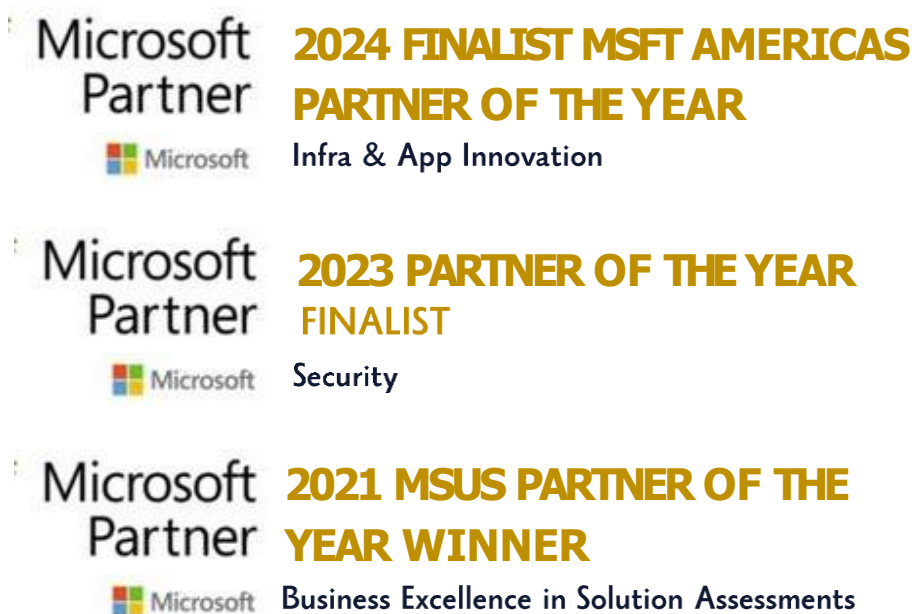 Microsoft
Partner
Microsoft
2024 FINALIST MSFT AMERICAS
PARTNER OF THE YEAR
Infra & App Innovation
Microsoft
Partner
Microsoft
2023 PARTNER OF THE YEAR
FINALIST
Security
Microsoft
Partner
Microsoft
2021 MSUS PARTNER OF THE
YEAR WINNER
Business Excellence in Solution Assessments